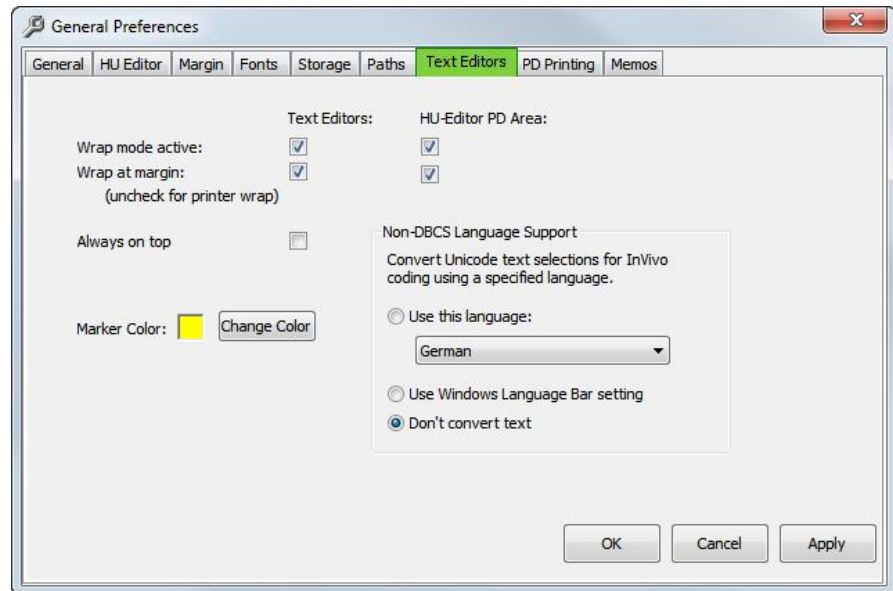 General Preferences
General HU Editor Margin Fonts Storage Paths Text Editors PD Printing Memos
Text Editors: HU-Editor PD Area:
Wrap mode active:
Wrap at margin:
(uncheck for printer wrap)
Always on top
Non-DBCS Language Support
Convert Unicode text selections for InVivo
coding using a specified language.
Use this language:
German
Marker Color: Change Color
Use Windows Language Bar setting
Don't convert text
OK Cancel Apply